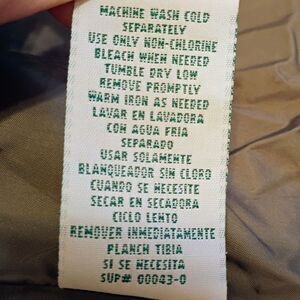 MACHINE WASH COLD
SEPARATELY
USE ONLY NON-CHLORINE
BLEACH WHEN NEEDED
TUMBLE DRY LOW
REMOVE PROMPTLY
WARM IRON AS NEEDED
LAVAR EN LAVADORA
CON AGUA FRIA
SEPARADO
USAR SOLAMENTE
BLANQUEADOR SIN CLORO
CUANDO SE NECESITE
SECAR EN SECADORA
CICLO LENTO
REMOVER INMEDIATAMENTE
PLANCH TIBIA
SI SE NECESITA
SUP# 00043-0